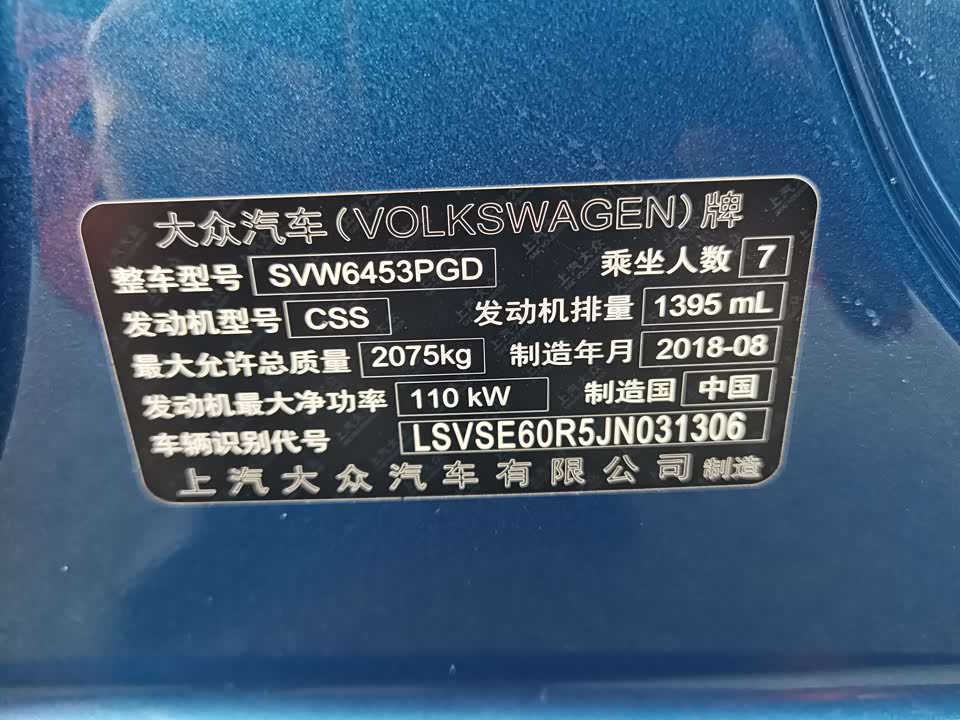 大众汽车(VOLKSWAGEN)牌
整车型号 SVW6453PGD 乘坐人数 7
发动机型号 CSS 发动机排量 1395 mL
最大允许总质量 2075kg 制造年月 2018-08
发动机最大净功率 110 kW 制造国 中国
车辆识别代号 LSVSE60R5JN031306
上汽大众汽车有限公司 制造